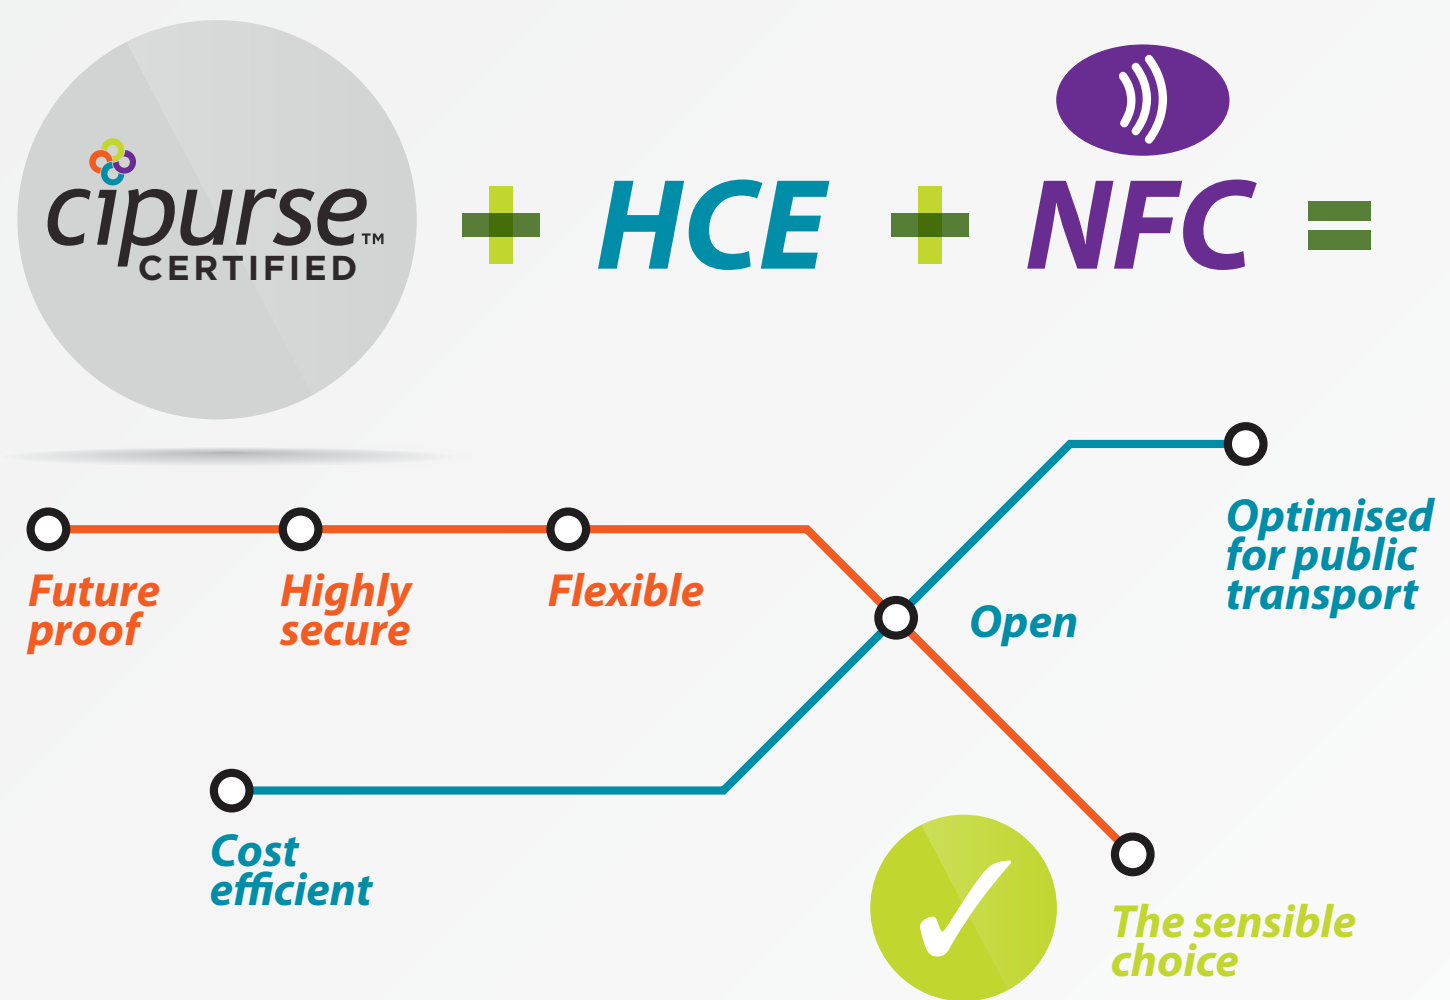 cipurse™
CERTIFIED
+ HCE + NFC =
Future
proof
Highly
secure
Flexible
Open
Optimised
for public
transport
Cost
efficient
The sensible
choice